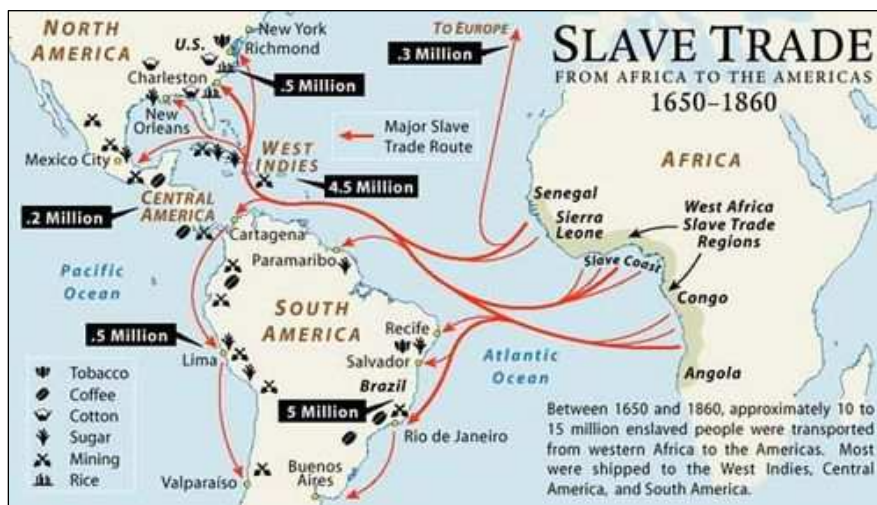 SLAVE TRADE
FROM AFRICA TO THE AMERICAS
1650–1860
TO EUROPE
.3 Million
NORTH
AMERICA
U.S.
New York
Richmond
Charleston
.5 Million
New
Orleans
Mexico City
WEST
INDIES
4.5 Million
Major Slave
Trade Route
.2 Million
CENTRAL
AMERICA
Cartagena
Paramaribo
Pacific
Ocean
SOUTH
AMERICA
.5 Million
Lima
Recife
Salvador
Brazil
5 Million
Rio de Janeiro
Valparaíso
Buenos
Aires
Atlantic
Ocean
AFRICA
Senegal
Sierra
Leone
West Africa
Slave Trade
Regions
Slave Coast
Congo
Angola
Tobacco
Coffee
Cotton
Sugar
Mining
Rice
Between 1650 and 1860, approximately 10 to
15 million enslaved people were transported
from western Africa to the Americas. Most
were shipped to the West Indies, Central
America, and South America.